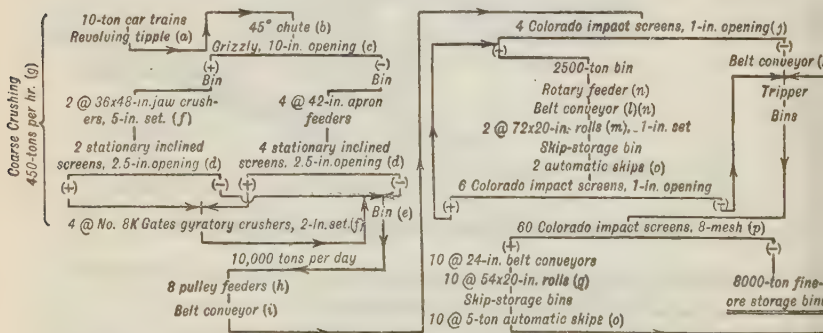 Coarse Crushing
450-tons per hr. (g)
10-ton car trains
Revolving tipple (a)
45° chute (b)
Grizzly, 10-in. opening (c)
(+)
(-)
Bin
Bin
2 @ 36x48-in. jaw crush-
ers, 5-in. set. (f)
4 @ 42-in. apron
feeders
2 stationary inclined
screens, 2.5-in. opening (d)
4 stationary inclined
screens, 2.5-in. opening (d)
(+)
(-)
(+)
(-)
Bin (e)
4 @ No. 8K Gates gyratory crushers, 2-In. set. (f)
10,000 tons per day
8 pulley feeders (h)
Belt conveyor (i)
4 Colorado impact screens, 1-in. opening (j)
(+)
(-)
2500-ton bin
Rotary feeder (n)
Belt conveyor (l)(n)
2 @ 72x20-in. rolls (m), 1-in. set
Skip-storage bin
2 automatic skips (o)
6 Colorado impact screens, 1-in. opening
(+)
(-)
Belt conveyor
Tripper
Bins
60 Colorado impact screens, 8-mesh (p)
(+)
(-)
10 @ 24-in. belt conveyors
10 @ 54x20-in. rolls (g)
Skip-storage bins
10 @ 5-ton automatic skips (o)
8000-ton fine-
ore storage bins